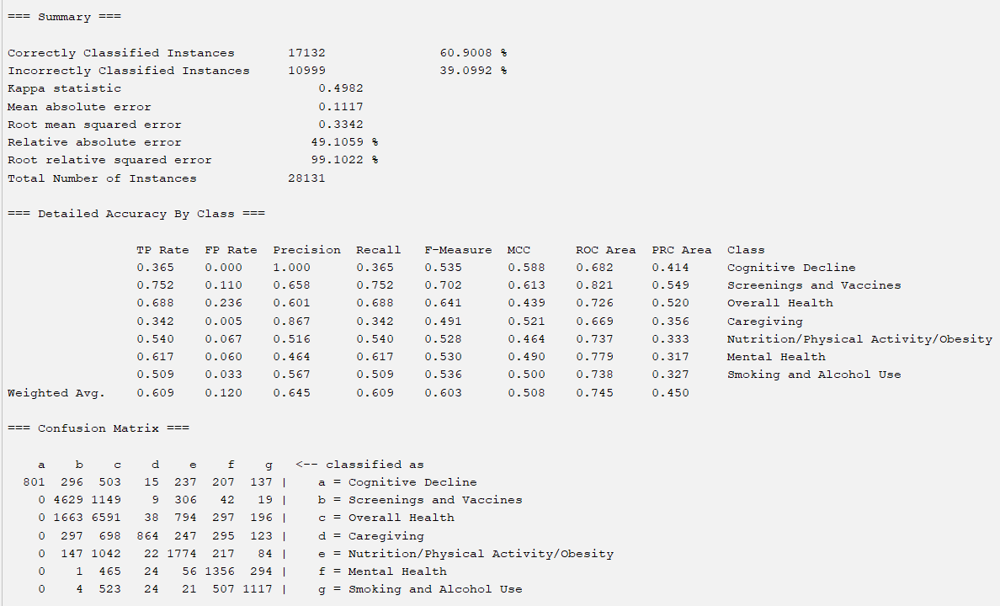 === Summary ===
Correctly Classified Instances 17132 60.9008 %
Incorrectly Classified Instances 10999 39.0992 %
Kappa statistic 0.4982
Mean absolute error 0.1117
Root mean squared error 0.3342
Relative absolute error 49.1059 %
Root relative squared error 99.1022 %
Total Number of Instances 28131
=== Detailed Accuracy By Class ===
TP Rate FP Rate Precision Recall F-Measure MCC ROC Area PRC Area Class
0.365 0.000 1.000 0.365 0.535 0.588 0.682 0.414 Cognitive Decline
0.752 0.110 0.658 0.752 0.702 0.613 0.821 0.549 Screenings and Vaccines
0.688 0.236 0.601 0.688 0.641 0.439 0.726 0.520 Overall Health
0.342 0.005 0.867 0.342 0.491 0.521 0.669 0.356 Caregiving
0.540 0.067 0.516 0.540 0.528 0.464 0.737 0.333 Nutrition/Physical Activity/Obesity
0.617 0.060 0.464 0.617 0.530 0.490 0.779 0.317 Mental Health
0.509 0.033 0.567 0.509 0.536 0.500 0.738 0.327 Smoking and Alcohol Use
Weighted Avg. 0.609 0.120 0.645 0.609 0.603 0.508 0.745 0.450
=== Confusion Matrix ===
a b c d e f g <-- classified as
801 296 503 15 237 207 137 | a = Cognitive Decline
0 4629 1149 9 306 42 19 | b = Screenings and Vaccines
0 1663 6591 38 794 297 196 | c = Overall Health
0 297 698 864 247 295 123 | d = Caregiving
0 147 1042 22 1774 217 84 | e = Nutrition/Physical Activity/Obesity
0 1 465 24 56 1356 294 | f = Mental Health
0 4 523 24 21 507 1117 | g = Smoking and Alcohol Use